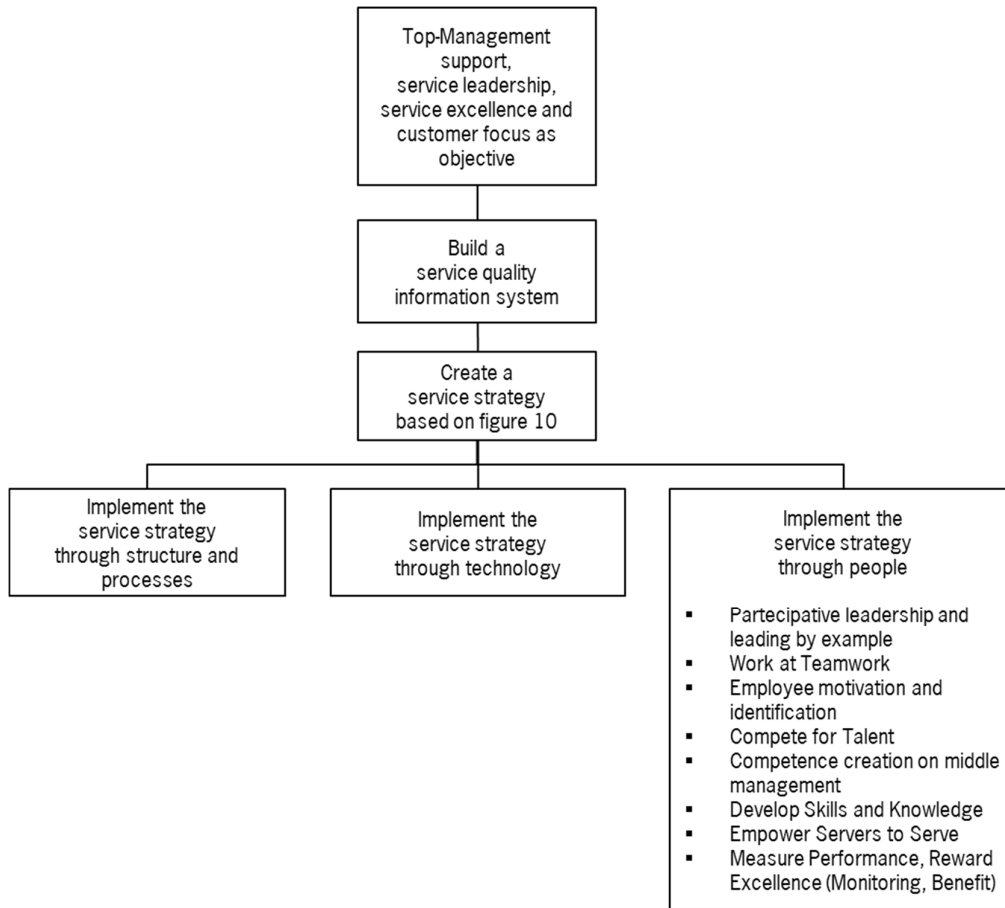 Top-Management
support,
service leadership,
service excellence and
customer focus as
objective
Build a
service quality
information system
Create a
service strategy
based on figure 10
Implement the
service strategy
through structure and
processes
Implement the
service strategy
through technology
Implement the
service strategy
through people
▪ Partecipative leadership and
leading by example
▪ Work at Teamwork
▪ Employee motivation and
identification
▪ Compete for Talent
▪ Competence creation on middle
management
▪ Develop Skills and Knowledge
▪ Empower Servers to Serve
▪ Measure Performance, Reward
Excellence (Monitoring, Benefit)